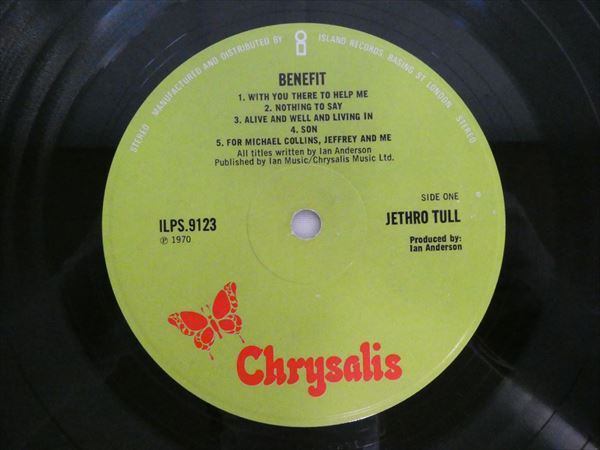 STEREO MANUFACTURED AND DISTRIBUTED BY i ISLAND RECORDS, BASING ST LONDON. STEREO
BENEFIT
1. WITH YOU THERE TO HELP ME
2. NOTHING TO SAY
3. ALIVE AND WELL AND LIVING IN
4. SON
5. FOR MICHAEL COLLINS, JEFFREY AND ME
All titles written by Ian Anderson
Published by Ian Music/Chrysalis Music Ltd.
SIDE ONE
ILPS.9123
℗ 1970
JETHRO TULL
Produced by:
Ian Anderson
Chrysalis